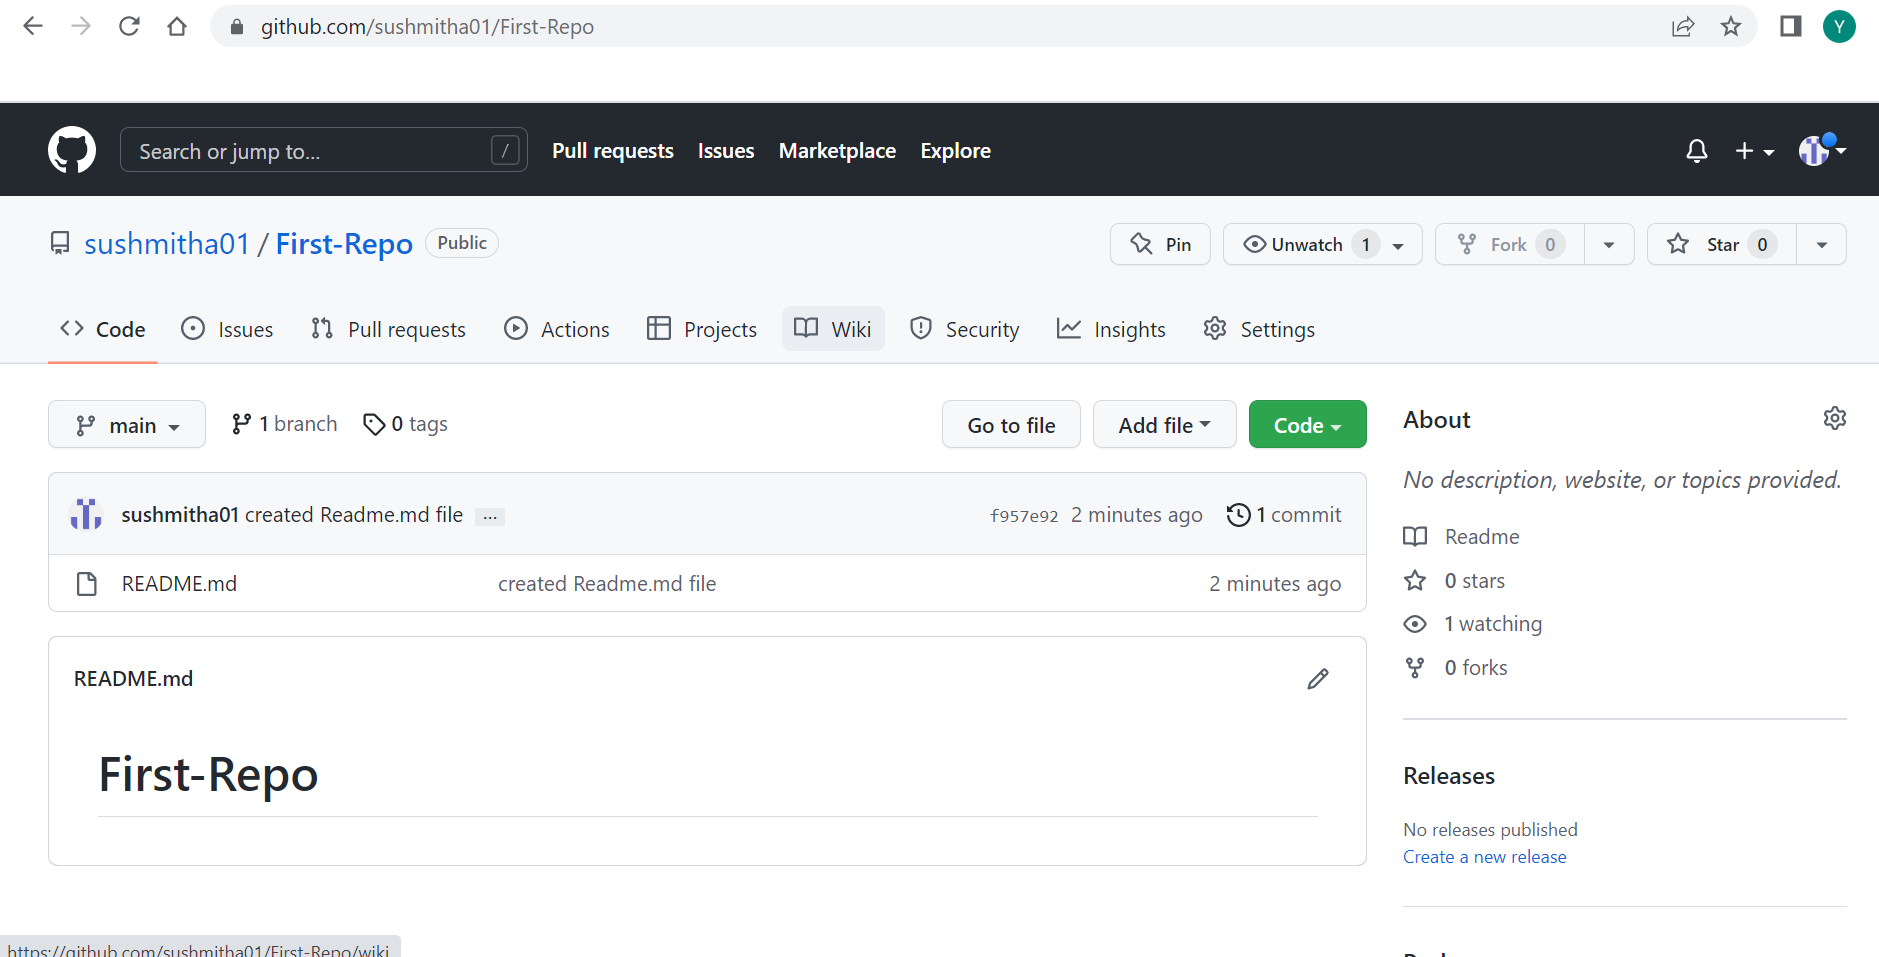 github.com/sushmitha01/First-Repo
Y
Search or jump to...
/
Pull requests
Issues
Marketplace
Explore
sushmitha01 / First-Repo
Public
Pin
Unwatch 1
Fork 0
Star 0
Code
Issues
Pull requests
Actions
Projects
Wiki
Security
Insights
Settings
main
1 branch
0 tags
Go to file
Add file
Code
sushmitha01 created Readme.md file ...
f957e92 2 minutes ago
1 commit
README.md
created Readme.md file
2 minutes ago
README.md
First-Repo
About
No description, website, or topics provided.
Readme
0 stars
1 watching
0 forks
Releases
No releases published
Create a new release
https://github.com/sushmitha01/First-Repo/wiki